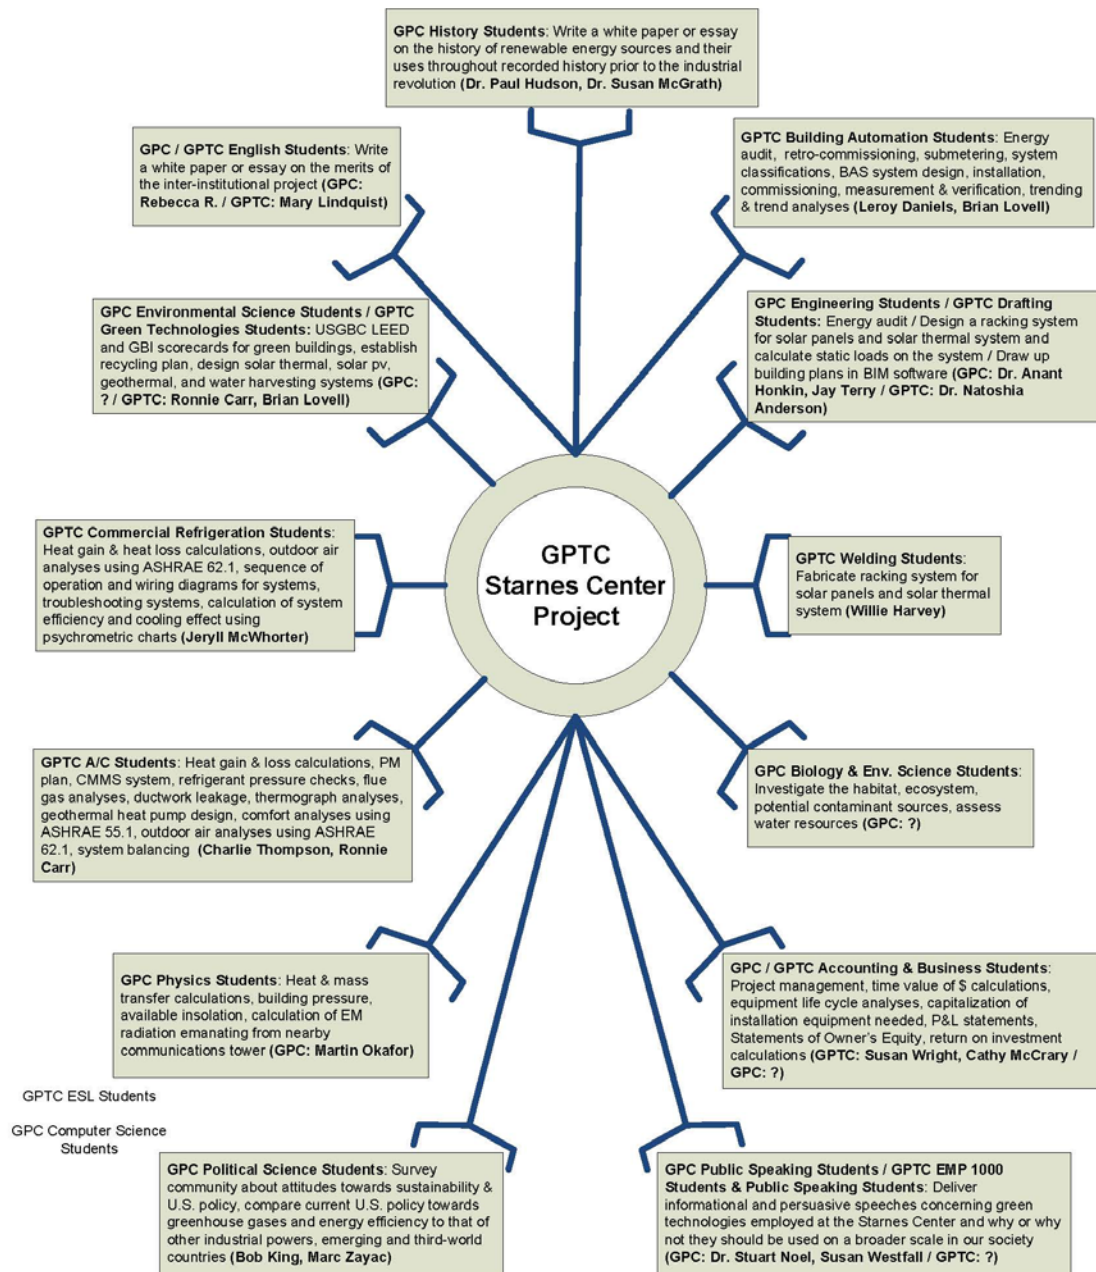 GPC History Students: Write a white paper or essay
on the history of renewable energy sources and their
uses throughout recorded history prior to the industrial
revolution (Dr. Paul Hudson, Dr. Susan McGrath)
GPC / GPTC English Students: Write
a white paper or essay on the merits
of the inter-institutional project (GPC:
Rebecca R. / GPTC: Mary Lindquist)
GPTC Building Automation Students: Energy
audit, retro-commissioning, submetering, system
classifications, BAS system design, installation,
commissioning, measurement & verification, trending
& trend analyses (Leroy Daniels, Brian Lovell)
GPC Environmental Science Students / GPTC
Green Technologies Students: USGBC LEED
and GBI scorecards for green buildings, establish
recycling plan, design solar thermal, solar pv,
geothermal, and water harvesting systems (GPC:
? / GPTC: Ronnie Carr, Brian Lovell)
GPC Engineering Students / GPTC Drafting
Students: Energy audit / Design a racking system
for solar panels and solar thermal system and
calculate static loads on the system / Draw up
building plans in BIM software (GPC: Dr. Anant
Honkin, Jay Terry / GPTC: Dr. Natoshia
Anderson)
GPTC Commercial Refrigeration Students:
Heat gain & heat loss calculations, outdoor air
analyses using ASHRAE 62.1, sequence of
operation and wiring diagrams for systems,
troubleshooting systems, calculation of system
efficiency and cooling effect using
psychrometric charts (Jeryll McWhorter)
GPTC
Starnes Center
Project
GPTC Welding Students:
Fabricate racking system for
solar panels and solar thermal
system (Willie Harvey)
GPTC A/C Students: Heat gain & loss calculations, PM
plan, CMMS system, refrigerant pressure checks, flue
gas analyses, ductwork leakage, thermograph analyses,
geothermal heat pump design, comfort analyses using
ASHRAE 55.1, outdoor air analyses using ASHRAE
62.1, system balancing (Charlie Thompson, Ronnie
Carr)
GPC Biology & Env. Science Students:
Investigate the habitat, ecosystem,
potential contaminant sources, assess
water resources (GPC: ?)
GPC Physics Students: Heat & mass
transfer calculations, building pressure,
available insolation, calculation of EM
radiation emanating from nearby
communications tower (GPC: Martin Okafor)
GPC / GPTC Accounting & Business Students:
Project management, time value of $ calculations,
equipment life cycle analyses, capitalization of
installation equipment needed, P&L statements,
Statements of Owner's Equity, return on investment
calculations (GPTC: Susan Wright, Cathy McCrary /
GPC: ?)
GPTC ESL Students
GPC Computer Science
Students
GPC Political Science Students: Survey
community about attitudes towards sustainability &
U.S. policy, compare current U.S. policy towards
greenhouse gases and energy efficiency to that of
other industrial powers, emerging and third-world
countries (Bob King, Marc Zayac)
GPC Public Speaking Students / GPTC EMP 1000
Students & Public Speaking Students: Deliver
informational and persuasive speeches concerning green
technologies employed at the Starnes Center and why or why
not they should be used on a broader scale in our society
(GPC: Dr. Stuart Noel, Susan Westfall / GPTC: ?)